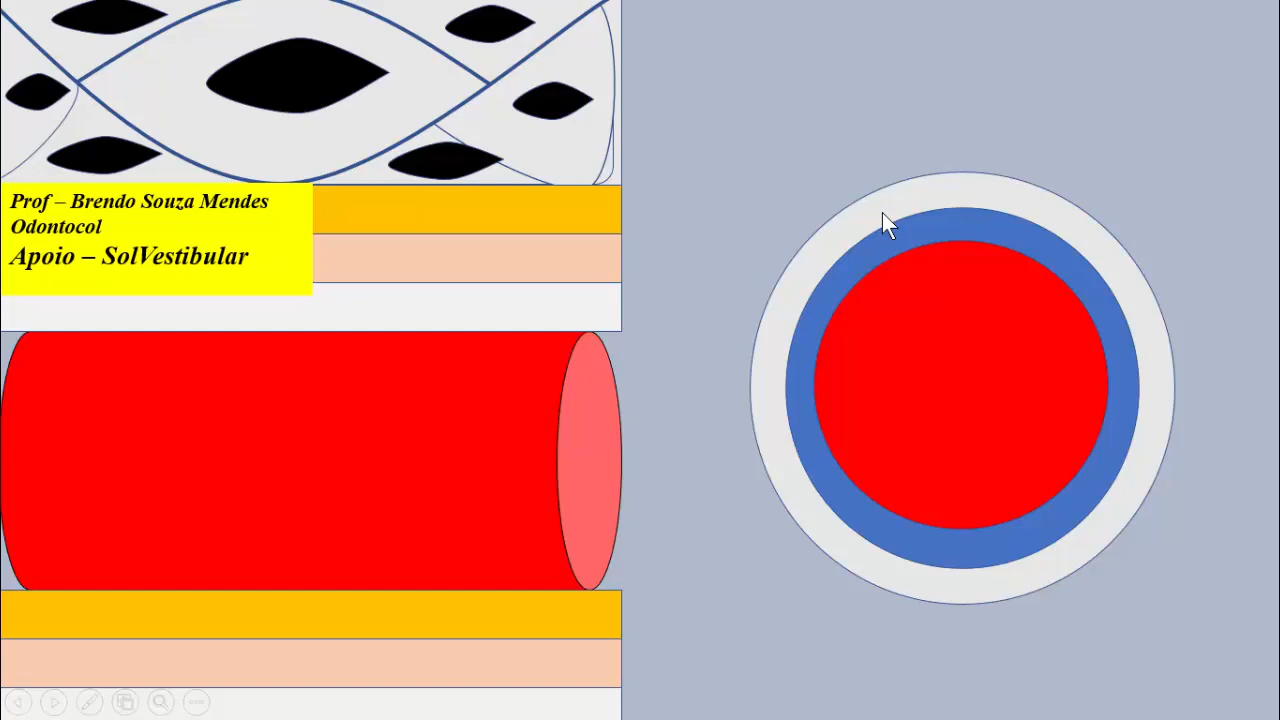 Prof – Brendo Souza Mendes
Odontocol
Apoio – SolVestibular